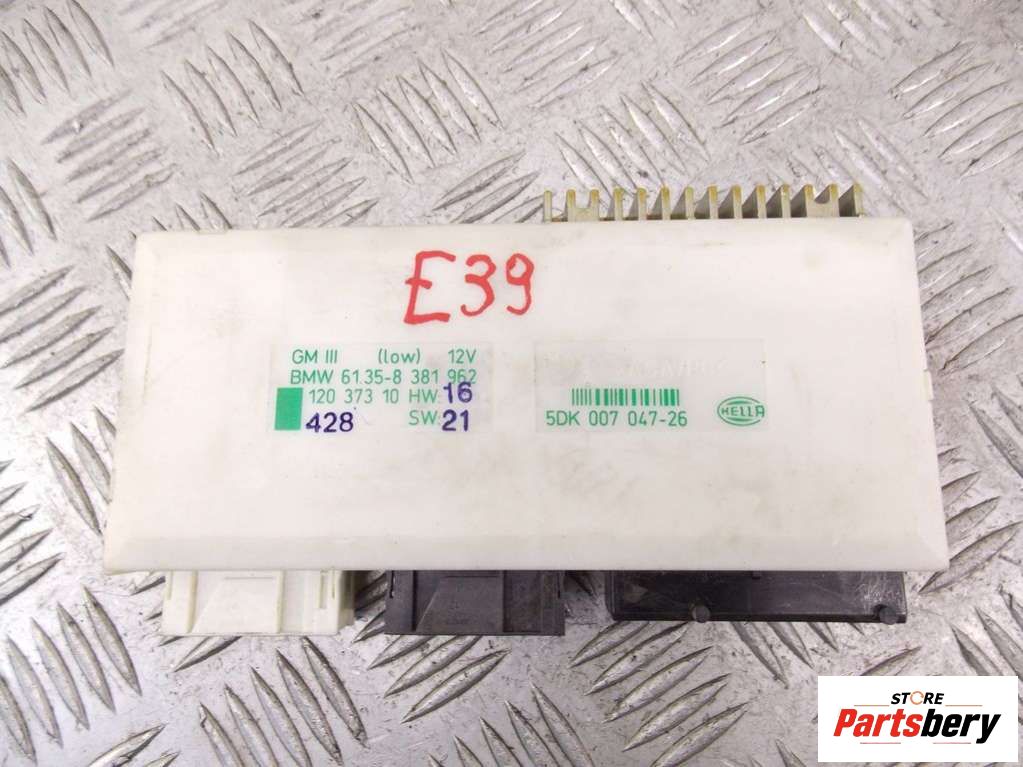 E39
GM III (low) 12V
BMW 61.35-8 381 962
120 373 10 HW: 16
428 SW: 21
5DK 007 047-26
HELLA
STORE
Partsbery